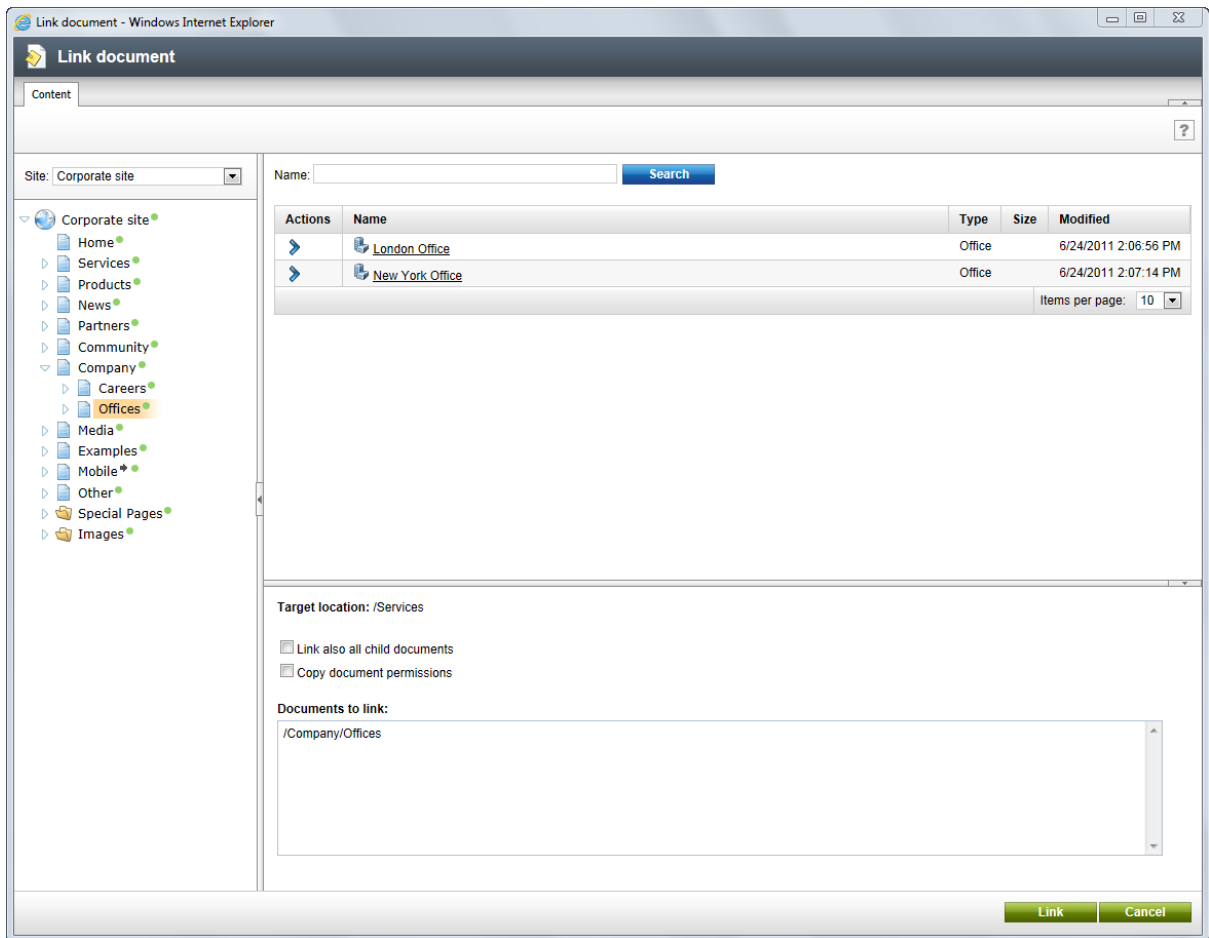 Link document - Windows Internet Explorer
Link document
Content
?
Site: Corporate site
Corporate site
Home
Services
Products
News
Partners
Community
Company
Careers
Offices
Media
Examples
Mobile
Other
Special Pages
Images
Name: Search
Actions Name Type Size Modified
London Office Office 6/24/2011 2:06:56 PM
New York Office Office 6/24/2011 2:07:14 PM
Items per page: 10
Target location: /Services
Link also all child documents
Copy document permissions
Documents to link:
/Company/Offices
Link Cancel